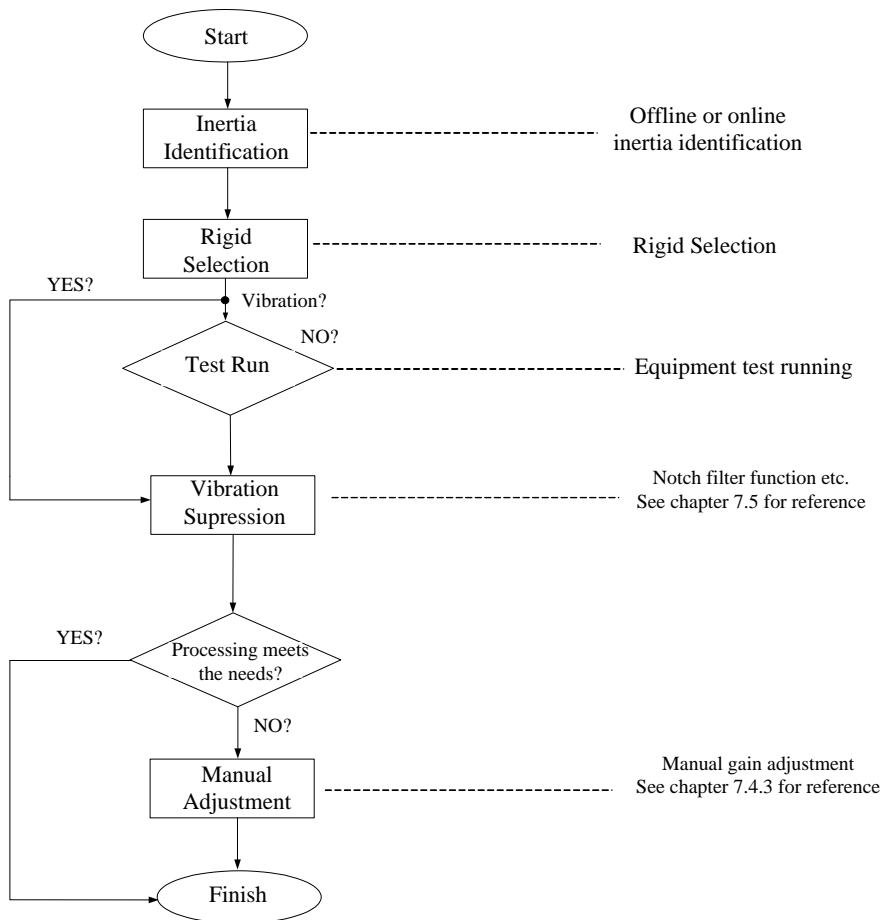 Start
Inertia
Identification
Offline or online
inertia identification
Rigid
Selection
Rigid Selection
YES?
Vibration?
NO?
Test Run
Equipment test running
Vibration
Supression
Notch filter function etc.
See chapter 7.5 for reference
YES?
Processing meets
the needs?
NO?
Manual
Adjustment
Manual gain adjustment
See chapter 7.4.3 for reference
Finish